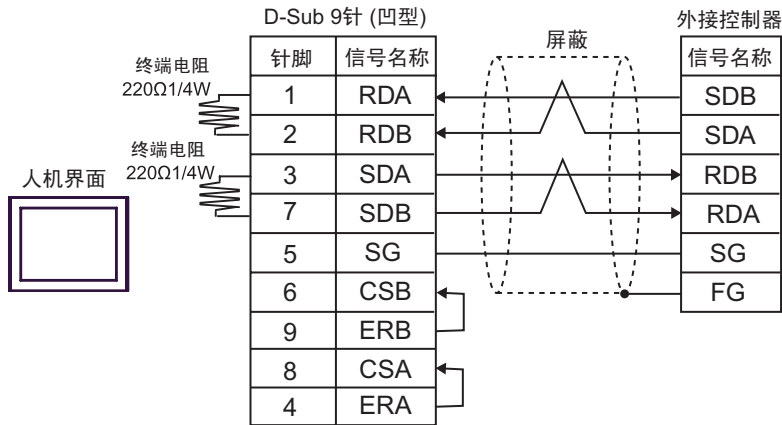 D-Sub 9针 (凹型)
外接控制器
针脚 信号名称
屏蔽
信号名称
终端电阻
220Ω1/4W
1 RDA
SDB
2 RDB
SDA
终端电阻
220Ω1/4W
3 SDA
RDB
人机界面
7 SDB
RDA
5 SG
SG
6 CSB
FG
9 ERB
8 CSA
4 ERA